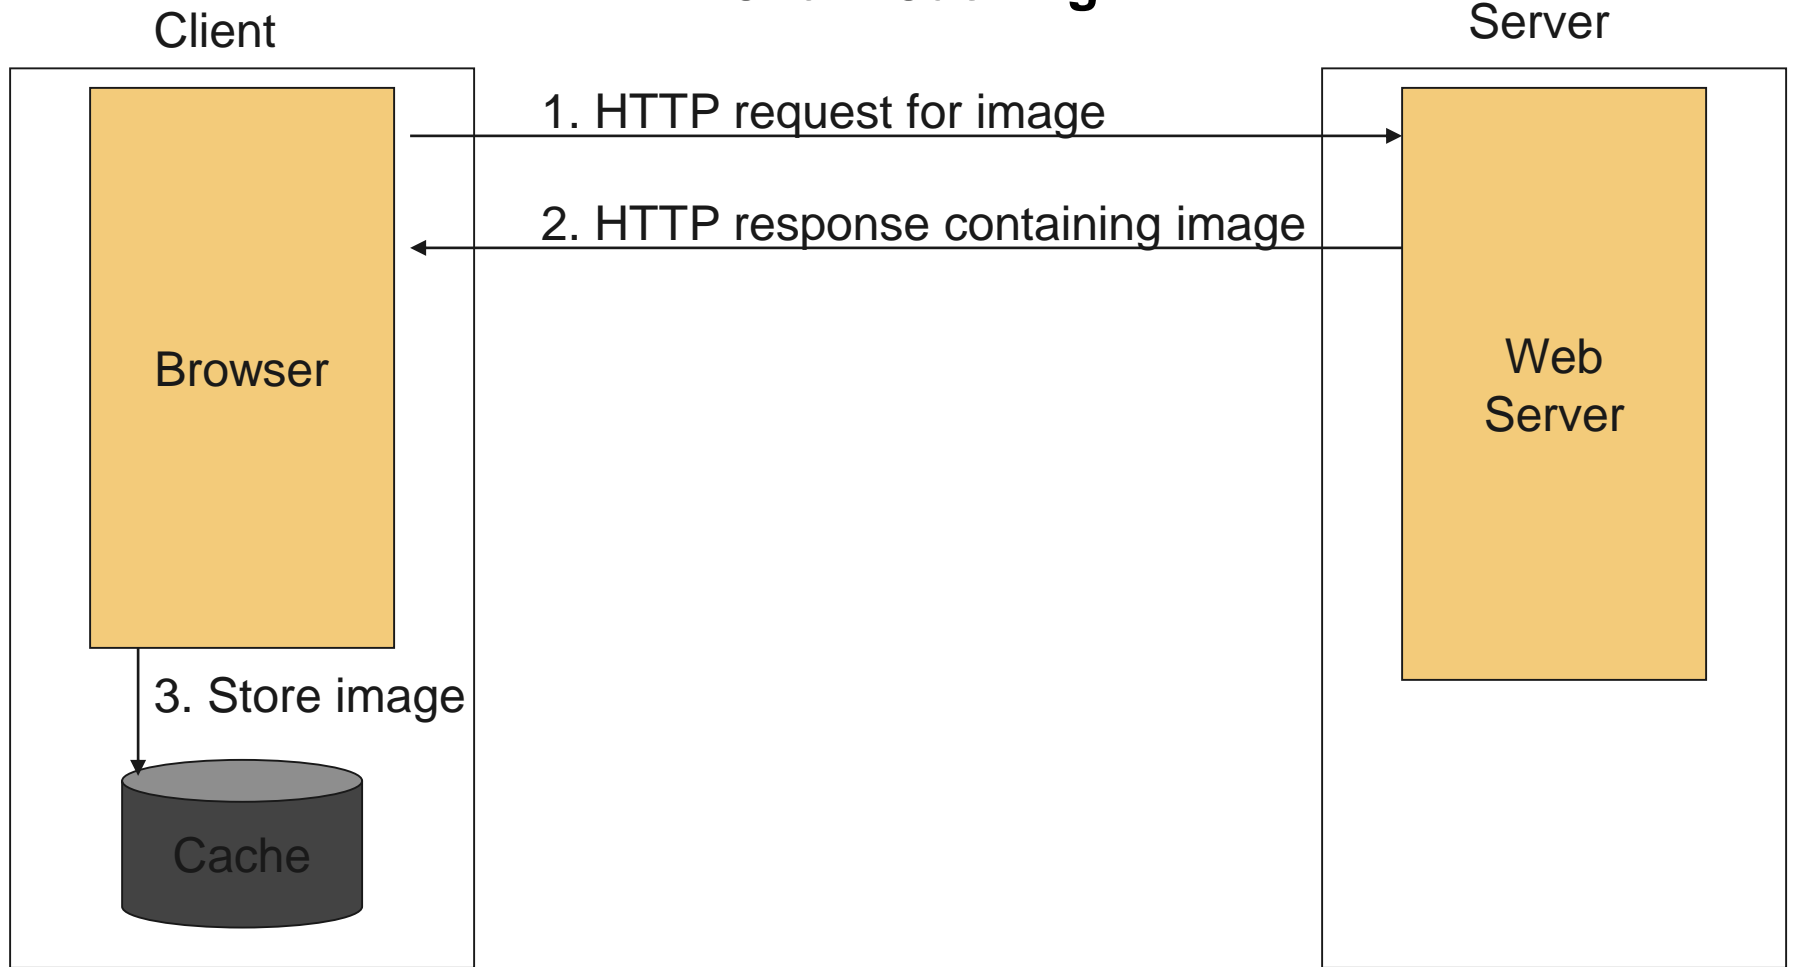 Client
Server
1. HTTP request for image
2. HTTP response containing image
Browser
Web
Server
3. Store image
Cache